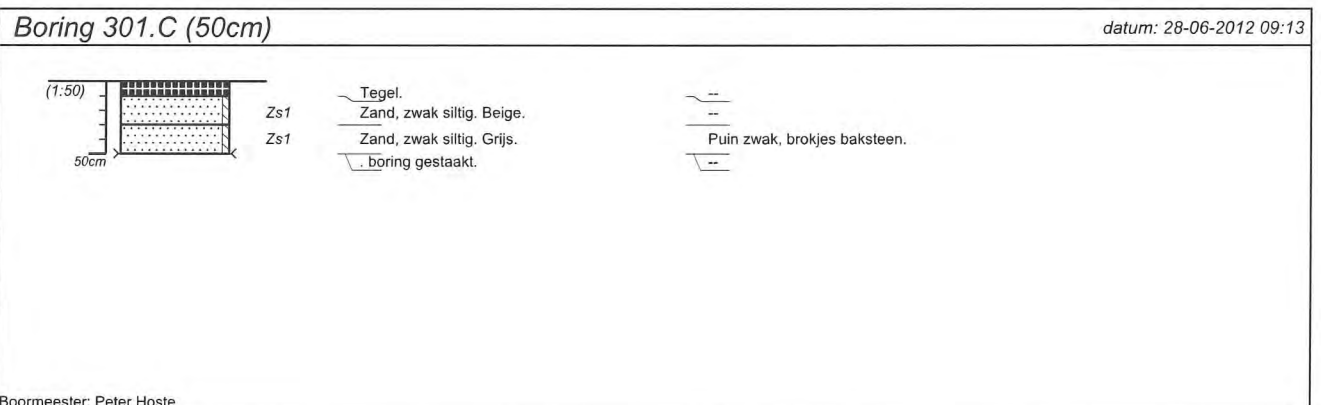 Boring 301.C (50cm) datum: 28-06-2012 09:13
(1:50) Tegel. --
Zs1 Zand, zwak siltig. Beige. --
Zs1 Zand, zwak siltig. Grijs. Puin zwak, brokjes baksteen.
50cm . boring gestaakt. --
Boormeester: Peter Hoste